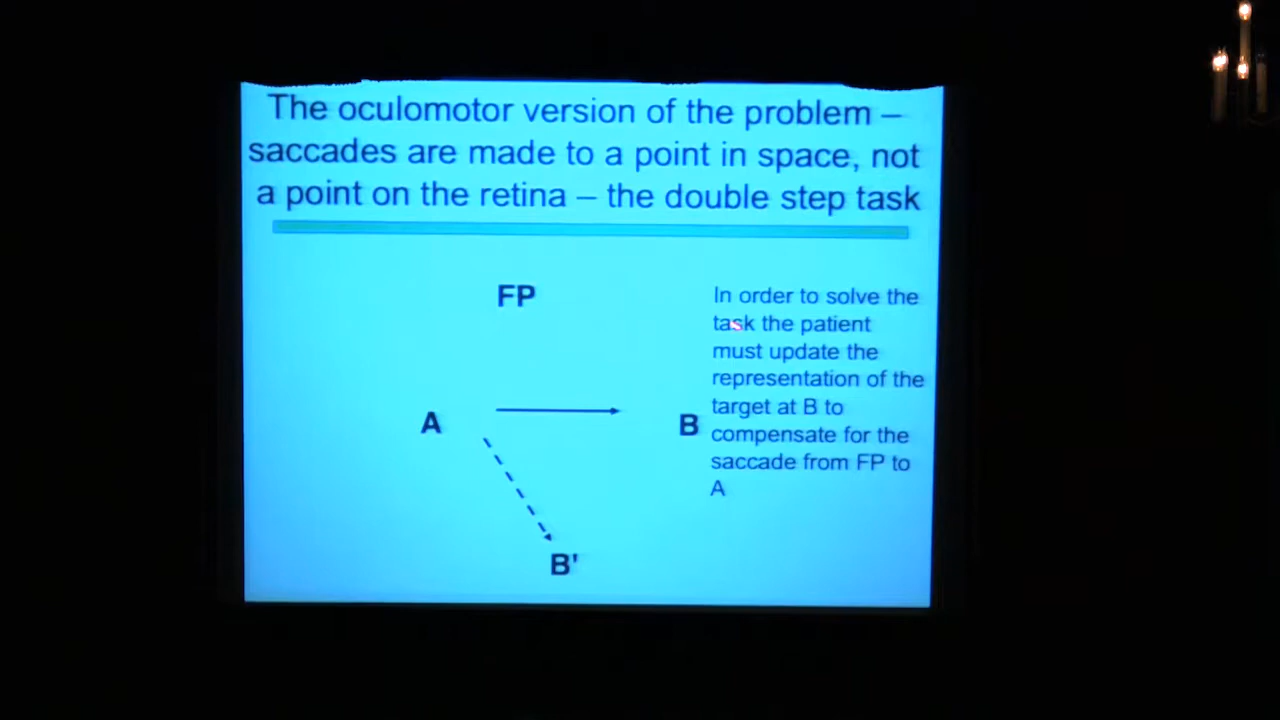 The oculomotor version of the problem –
saccades are made to a point in space, not
a point on the retina – the double step task
FP
In order to solve the
task the patient
must update the
representation of the
target at B to
compensate for the
saccade from FP to
A
A
B
B'